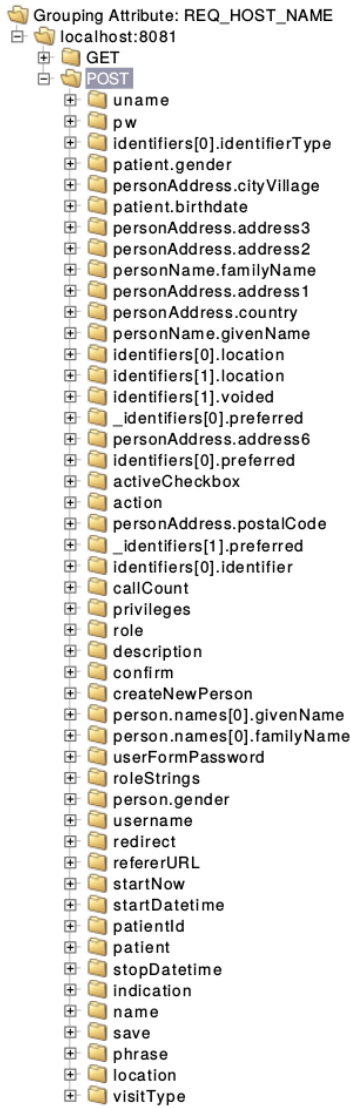 Grouping Attribute: REQ_HOST_NAME
localhost:8081
GET
POST
uname
pw
identifiers[0].identifierType
patient.gender
personAddress.cityVillage
patient.birthdate
personAddress.address3
personAddress.address2
personName.familyName
personAddress.address1
personAddress.country
personName.givenName
identifiers[0].location
identifiers[1].location
identifiers[1].voided
_identifiers[0].preferred
personAddress.address6
identifiers[0].preferred
activeCheckbox
action
personAddress.postalCode
_identifiers[1].preferred
identifiers[0].identifier
callCount
privileges
role
description
confirm
createNewPerson
person.names[0].givenName
person.names[0].familyName
userFormPassword
roleStrings
person.gender
username
redirect
refererURL
startNow
startDatetime
patientId
patient
stopDatetime
indication
name
save
phrase
location
visitType